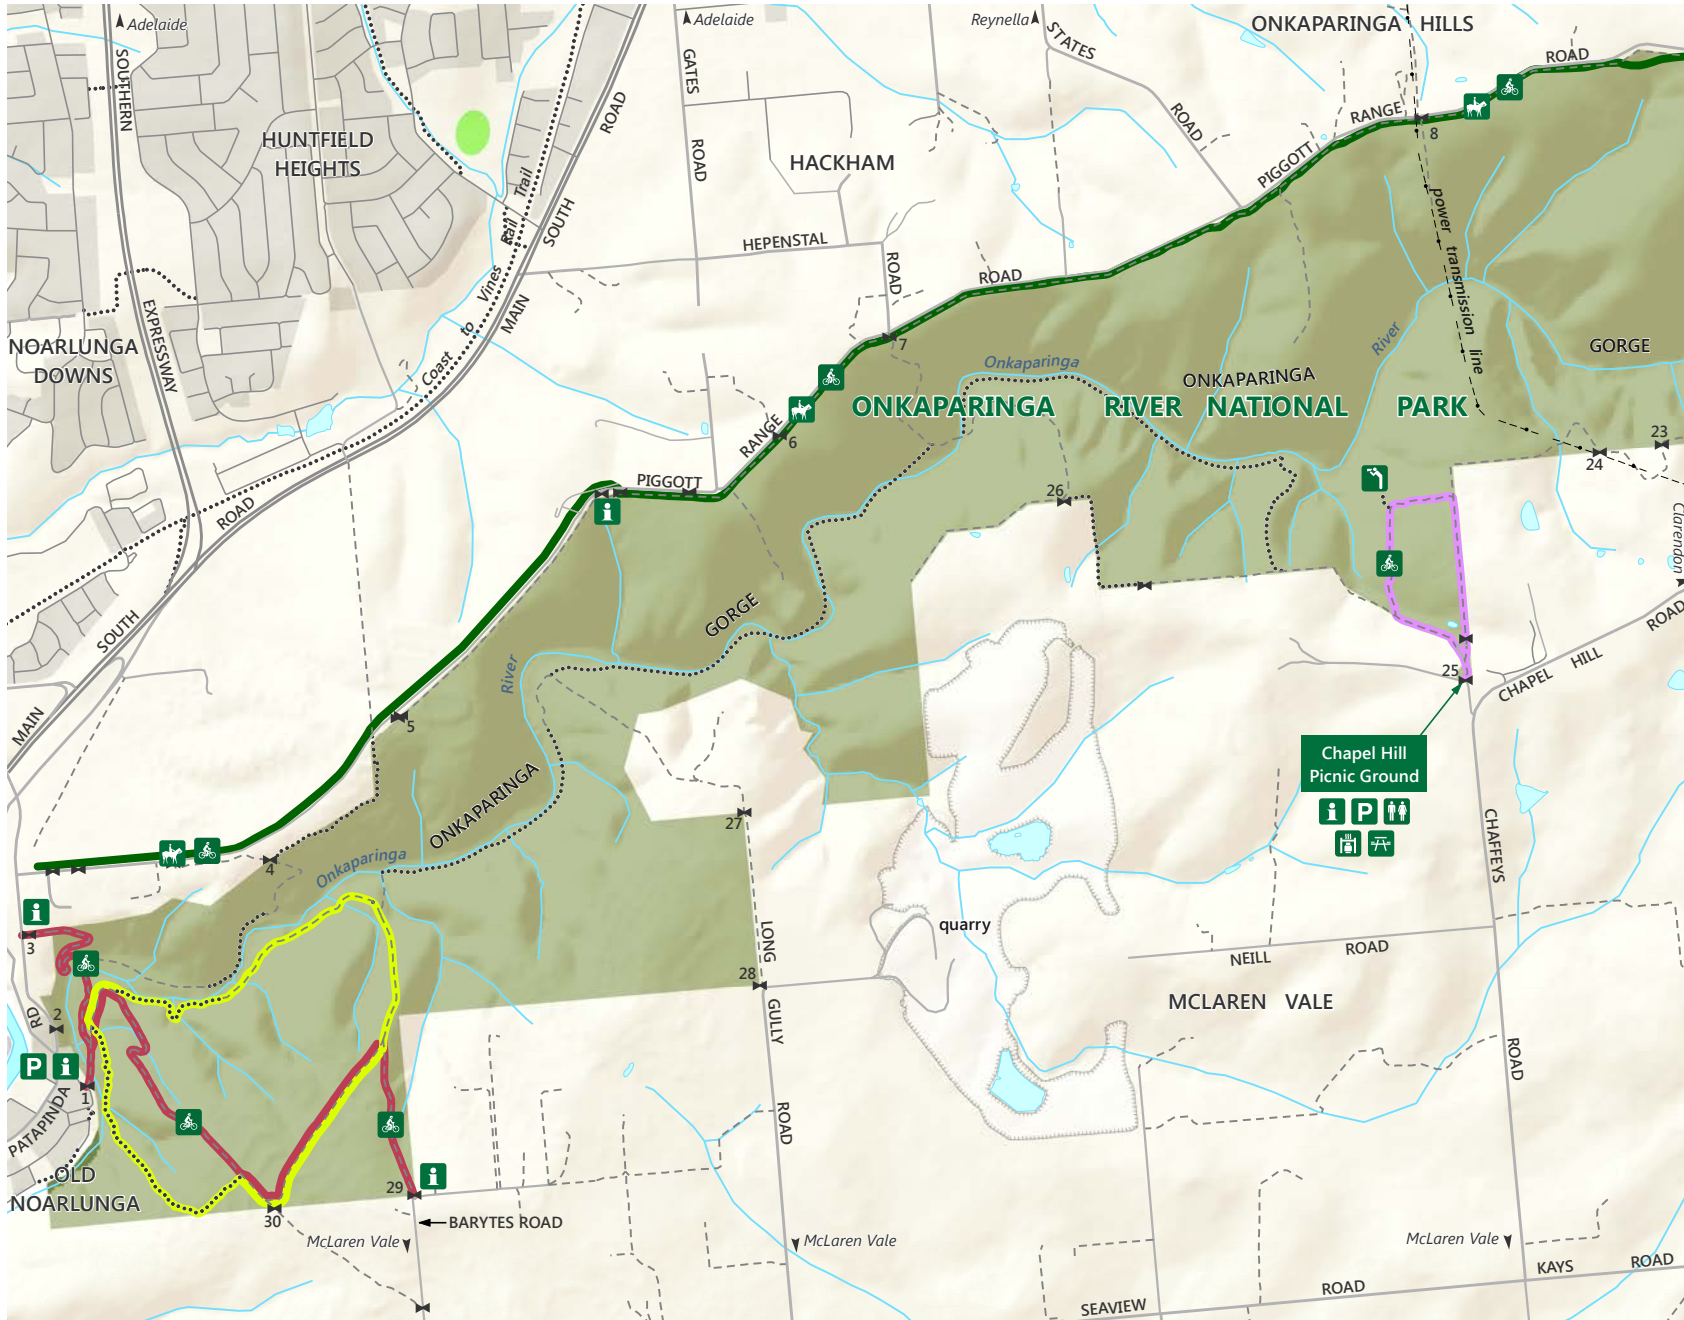 Adelaide
Adelaide
Reynella
ONKAPARINGA HILLS
SOUTHERN
EXPRESSWAY
GATES
ROAD
STATES
ROAD
ROAD
RANGE
PIGGOTT
8
HUNTFIELD
HEIGHTS
HACKHAM
ROAD
SOUTH
MAIN
Coast to Vines Rail Trail
HEPENSTAL
ROAD
ROAD
power transmission line
NOARLUNGA
DOWNS
7
Onkaparinga
River
GORGE
ONKAPARINGA
ONKAPARINGA RIVER NATIONAL PARK
RANGE
6
PIGGOTT
23
24
26
i
ROAD
SOUTH
MAIN
Clarendon
ROAD
HILL
CHAPEL
GORGE
River
25
5
Chapel Hill
Picnic Ground
i P
ONKAPARINGA
27
CHAFFEYS
ROAD
4
Onkaparinga
i
3
quarry
LONG
GULLY
ROAD
28
NEILL ROAD
MCLAREN VALE
RD
2
P i
1
PATAPINDA
OLD
NOARLUNGA
i
29
30
BARYTES ROAD
McLaren Vale
McLaren Vale
McLaren Vale
KAYS ROAD
SEAVIEW ROAD